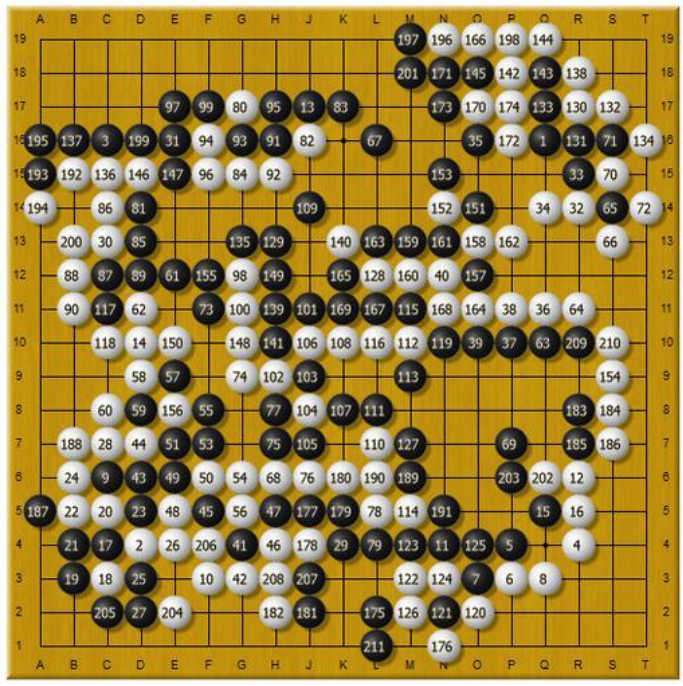 A B C D E F G H J K L M N O P Q R S T
19 197 196 166 198 144 19
18 201 171 145 142 143 138 18
17 97 99 80 95 13 83 173 170 174 133 130 132 17
16 195 137 3 199 31 94 93 91 82 67 35 172 1 131 71 134 16
15 193 192 136 146 147 96 84 92 153 33 70 15
14 194 86 81 109 152 151 34 32 65 72 14
13 200 30 85 135 129 140 163 159 161 158 162 66 13
12 88 87 89 61 155 98 149 165 128 160 40 157 12
11 90 117 62 73 100 139 101 169 167 115 168 164 38 36 64 11
10 118 14 150 148 141 106 108 116 112 119 39 37 63 209 210 10
9 58 57 74 102 103 113 154 9
8 60 59 156 55 77 104 107 111 183 184 8
7 188 28 44 51 53 75 105 110 127 69 185 186 7
6 24 9 43 49 50 54 68 76 180 190 189 203 202 12 6
5 187 22 20 23 48 45 56 47 177 179 78 114 191 15 16 5
4 21 17 2 26 206 41 46 178 29 79 123 11 125 5 4 4
3 19 18 25 10 42 208 207 122 124 7 6 8 3
2 205 27 204 182 181 175 126 121 120 2
1 211 176 1
A B C D E F G H J K L M N O P Q R S T